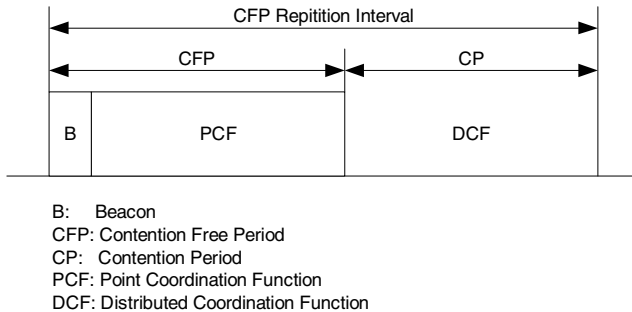 CFP Repitition Interval
CFP CP
B PCF DCF
B: Beacon
CFP: Contention Free Period
CP: Contention Period
PCF: Point Coordination Function
DCF: Distributed Coordination Function